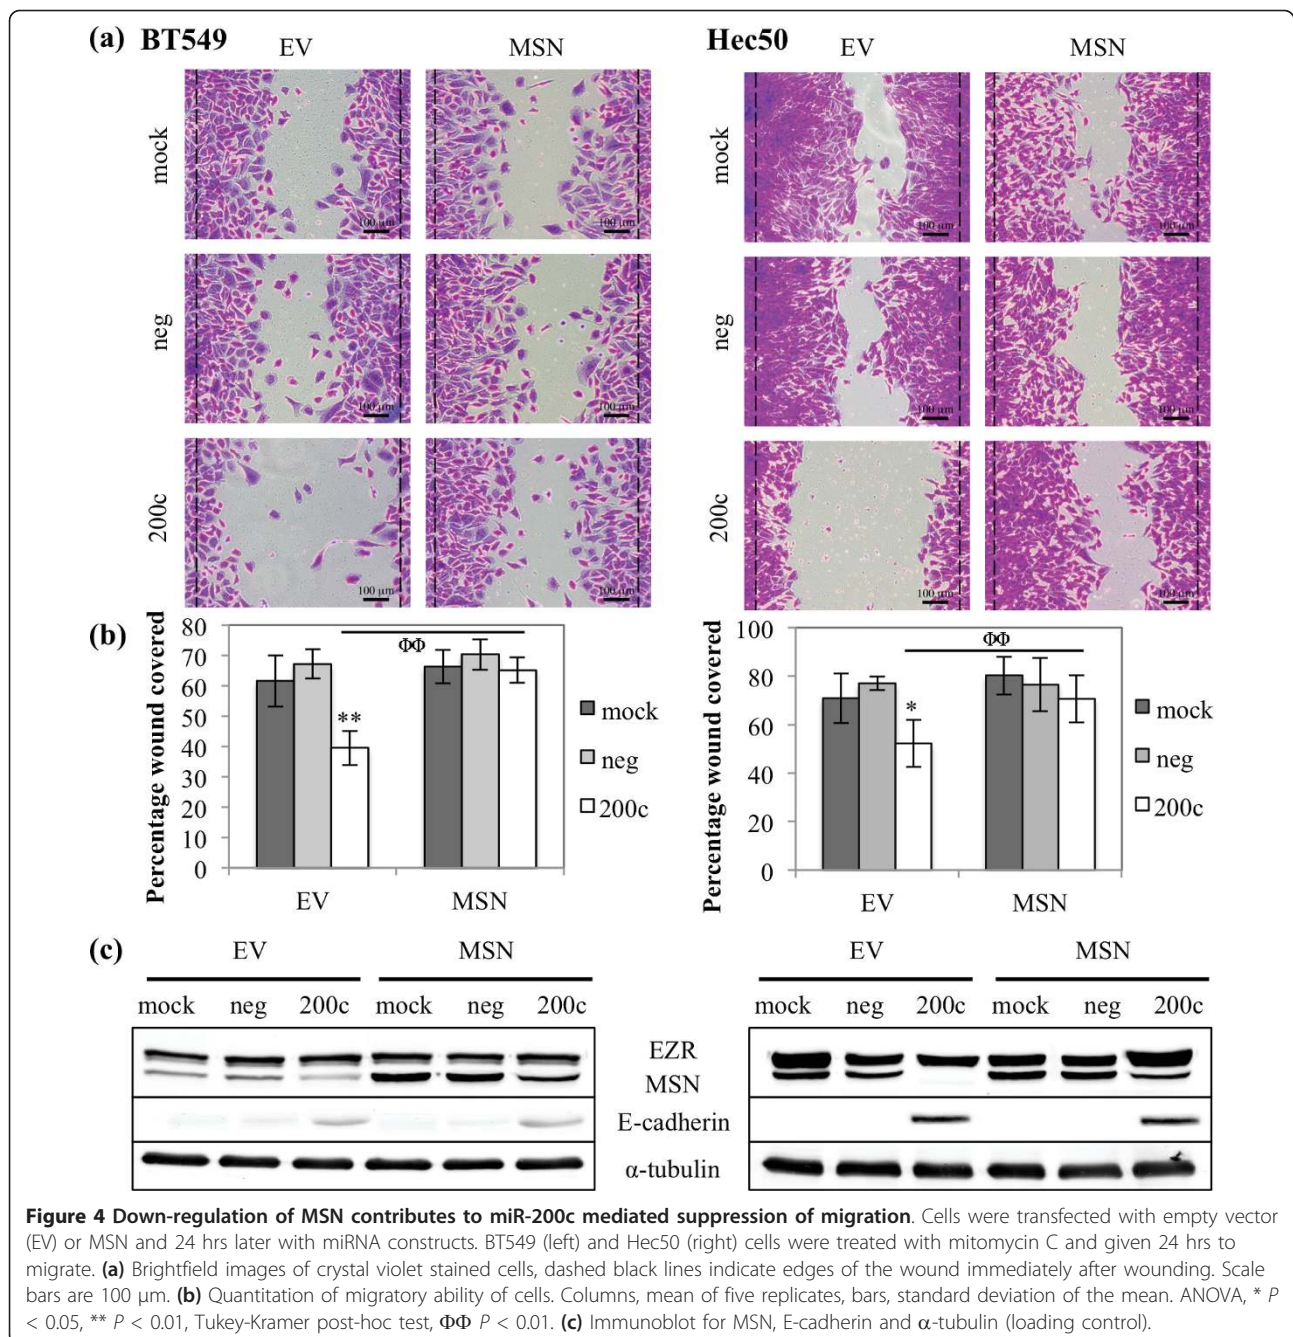 (a) BT549 Hec50
EV MSN EV MSN
mock mock
100 µm 100 µm 100 µm 100 µm
neg neg
100 µm 100 µm 100 µm 100 µm
200c 200c
100 µm 100 µm 100 µm 100 µm
(b)
Percentage wound covered
80
70
60
50
40
30
20
10
0
**
ΦΦ
EV MSN
mock
neg
200c
Percentage wound covered
100
80
60
40
20
0
*
ΦΦ
EV MSN
mock
neg
200c
(c) EV MSN EV MSN
mock neg 200c mock neg 200c mock neg 200c mock neg 200c
EZR
MSN
E-cadherin
α-tubulin
Figure 4 Down-regulation of MSN contributes to miR-200c mediated suppression of migration. Cells were transfected with empty vector
(EV) or MSN and 24 hrs later with miRNA constructs. BT549 (left) and Hec50 (right) cells were treated with mitomycin C and given 24 hrs to
migrate. (a) Brightfield images of crystal violet stained cells, dashed black lines indicate edges of the wound immediately after wounding. Scale
bars are 100 µm. (b) Quantitation of migratory ability of cells. Columns, mean of five replicates, bars, standard deviation of the mean. ANOVA, * P
< 0.05, ** P < 0.01, Tukey-Kramer post-hoc test, ΦΦ P < 0.01. (c) Immunoblot for MSN, E-cadherin and α-tubulin (loading control).